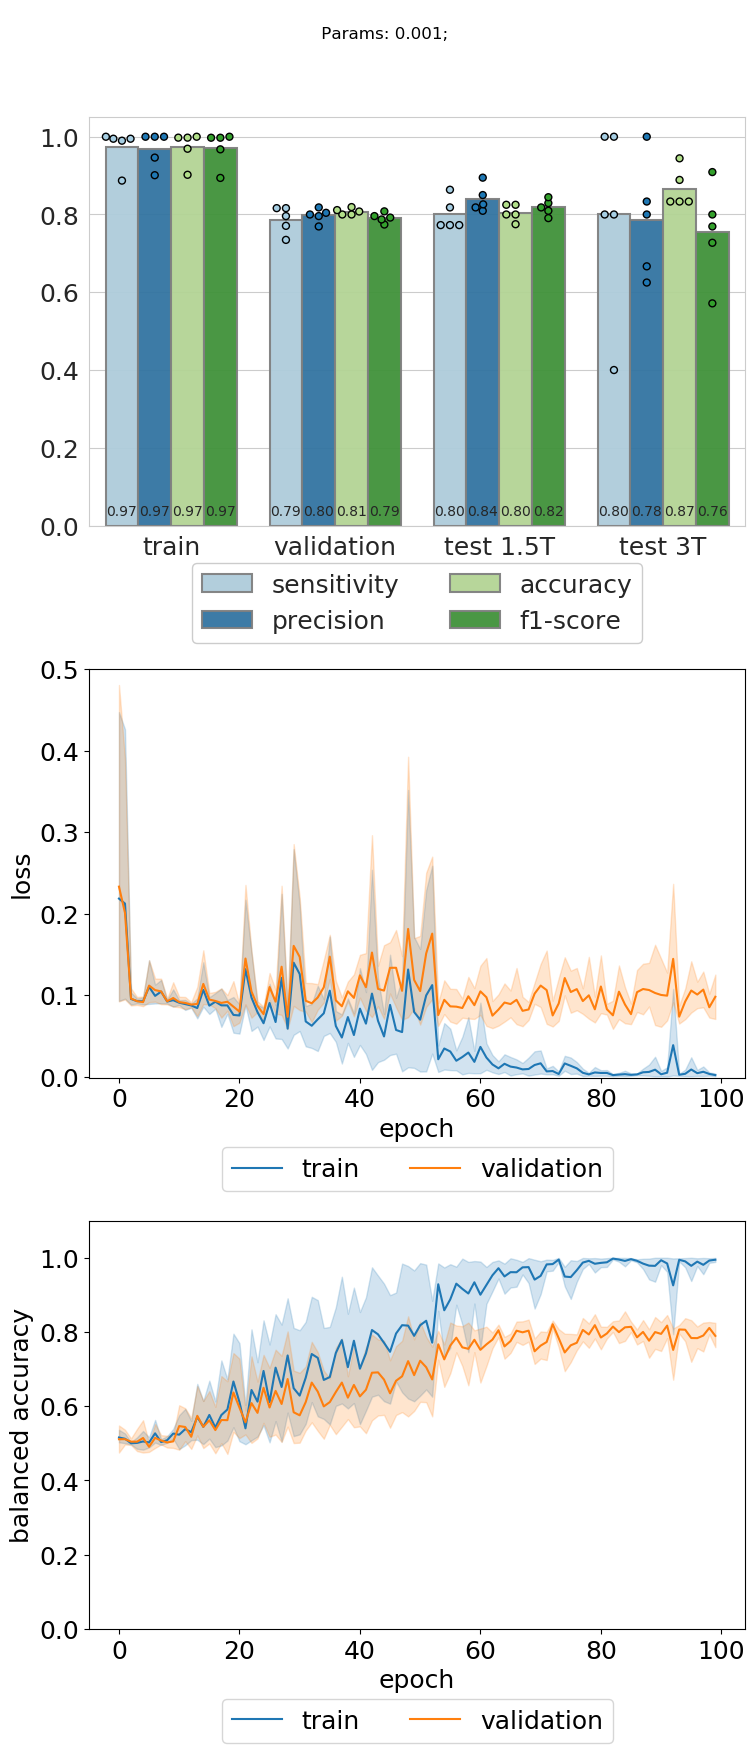 Params: 0.001;
1.0
0.8
0.6
0.4
0.2
0.0
0.97 0.97 0.97 0.97 0.79 0.80 0.81 0.79 0.80 0.84 0.80 0.82 0.80 0.78 0.87 0.76
train validation test 1.5T test 3T
sensitivity accuracy
precision f1-score
0.5
0.4
0.3
0.2
0.1
0.0
loss
0 20 40 60 80 100
epoch
train validation
1.0
0.8
0.6
0.4
0.2
0.0
balanced accuracy
0 20 40 60 80 100
epoch
train validation